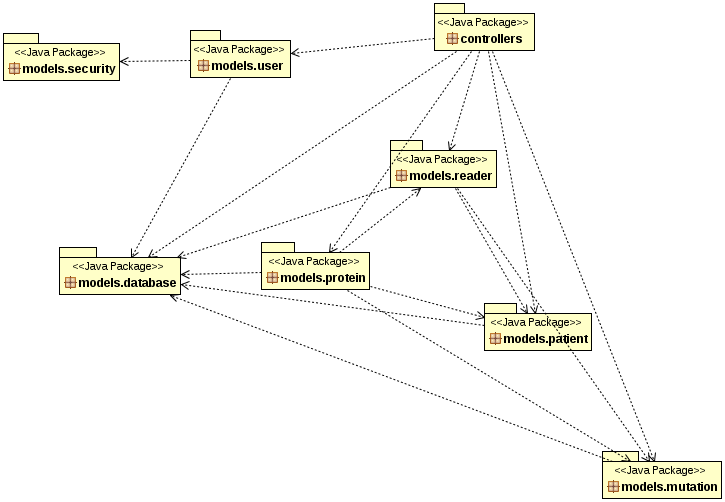 <<Java Package>>
controllers
<<Java Package>>
models.security
<<Java Package>>
models.user
<<Java Package>>
models.reader
<<Java Package>>
models.database
<<Java Package>>
models.protein
<<Java Package>>
models.patient
<<Java Package>>
models.mutation